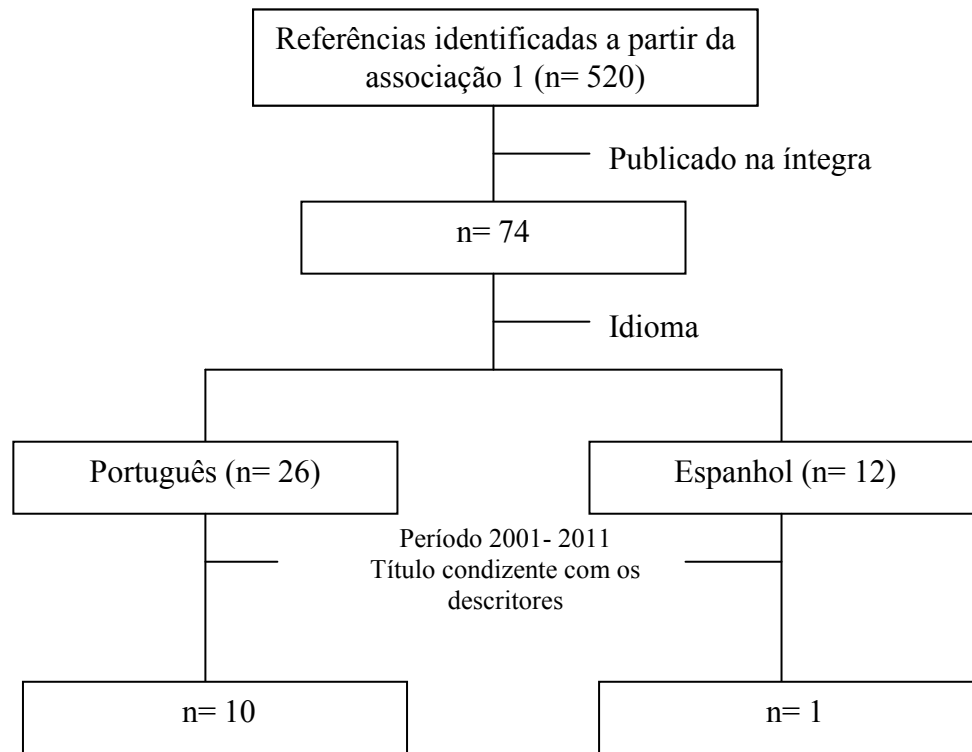 Referências identificadas a partir da
associação 1 (n= 520)
Publicado na íntegra
n= 74
Idioma
Português (n= 26)
Espanhol (n= 12)
Período 2001- 2011
Título condizente com os
descritores
n= 10
n= 1